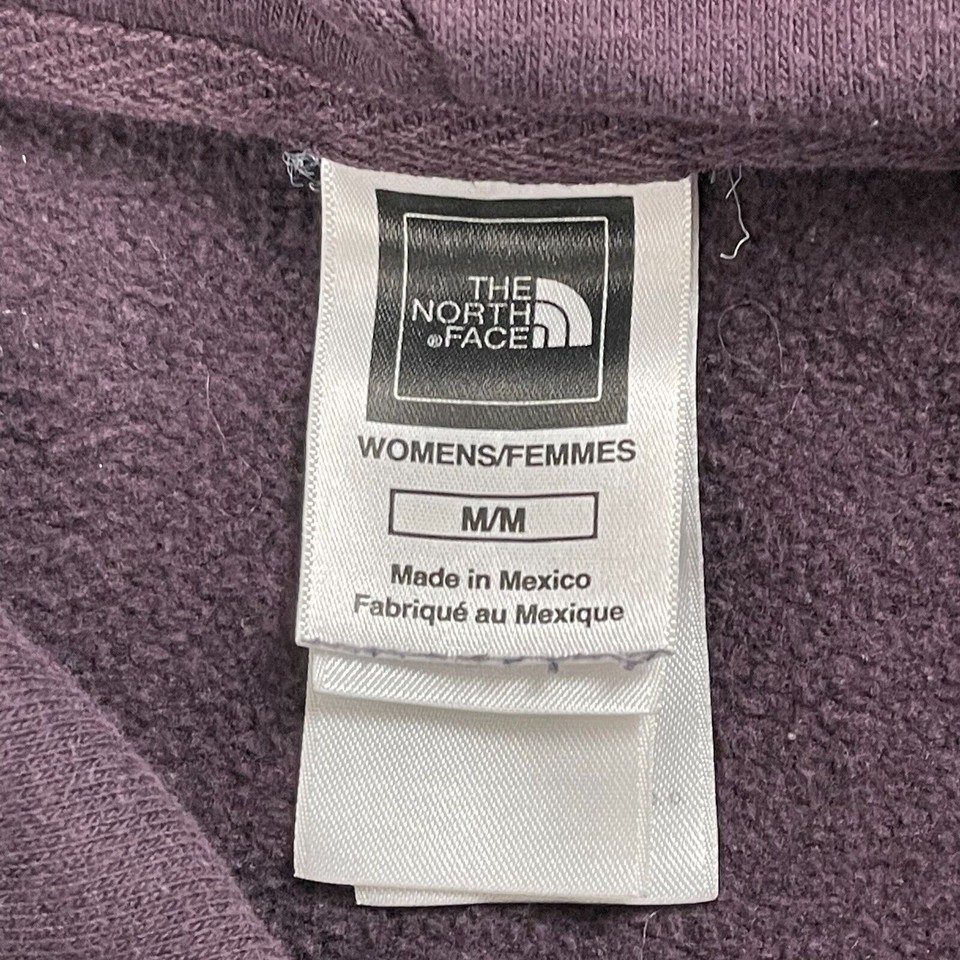 THE
NORTH
®FACE
WOMENS/FEMMES
M/M
Made in Mexico
Fabriqué au Mexique